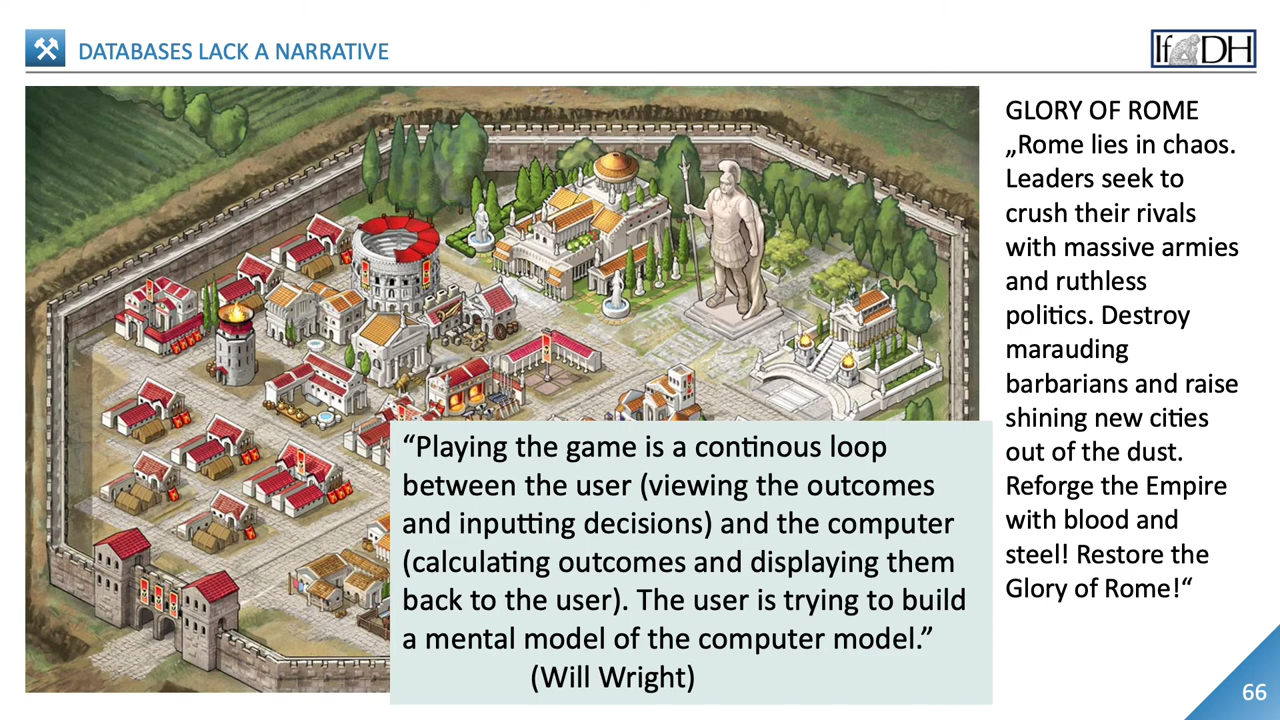 DATABASES LACK A NARRATIVE
IfDH
GLORY OF ROME
„Rome lies in chaos.
Leaders seek to
crush their rivals
with massive armies
and ruthless
politics. Destroy
marauding
barbarians and raise
shining new cities
out of the dust.
Reforge the Empire
with blood and
steel! Restore the
Glory of Rome!“
“Playing the game is a continous loop
between the user (viewing the outcomes
and inputting decisions) and the computer
(calculating outcomes and displaying them
back to the user). The user is trying to build
a mental model of the computer model.”
(Will Wright)
66